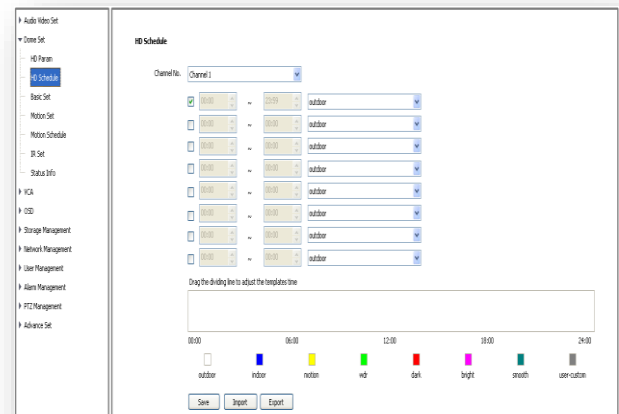 Audio Video Set
Dome Set
HD Param
HD Schedule
Basic Set
Motion Set
Motion Schedule
IR Set
Status Info
VCA
OSD
Storage Management
Network Management
User Management
Alarm Management
PTZ Management
Advance Set
HD Schedule
Channel No. Channel 1
00:00 ~ 23:59 outdoor
00:00 ~ 00:00 outdoor
00:00 ~ 00:00 outdoor
00:00 ~ 00:00 outdoor
00:00 ~ 00:00 outdoor
00:00 ~ 00:00 outdoor
00:00 ~ 00:00 outdoor
00:00 ~ 00:00 outdoor
Drag the dividing line to adjust the templates time
00:00 06:00 12:00 18:00 24:00
outdoor indoor motion wdr dark bright smooth user-custom
Save Import Export